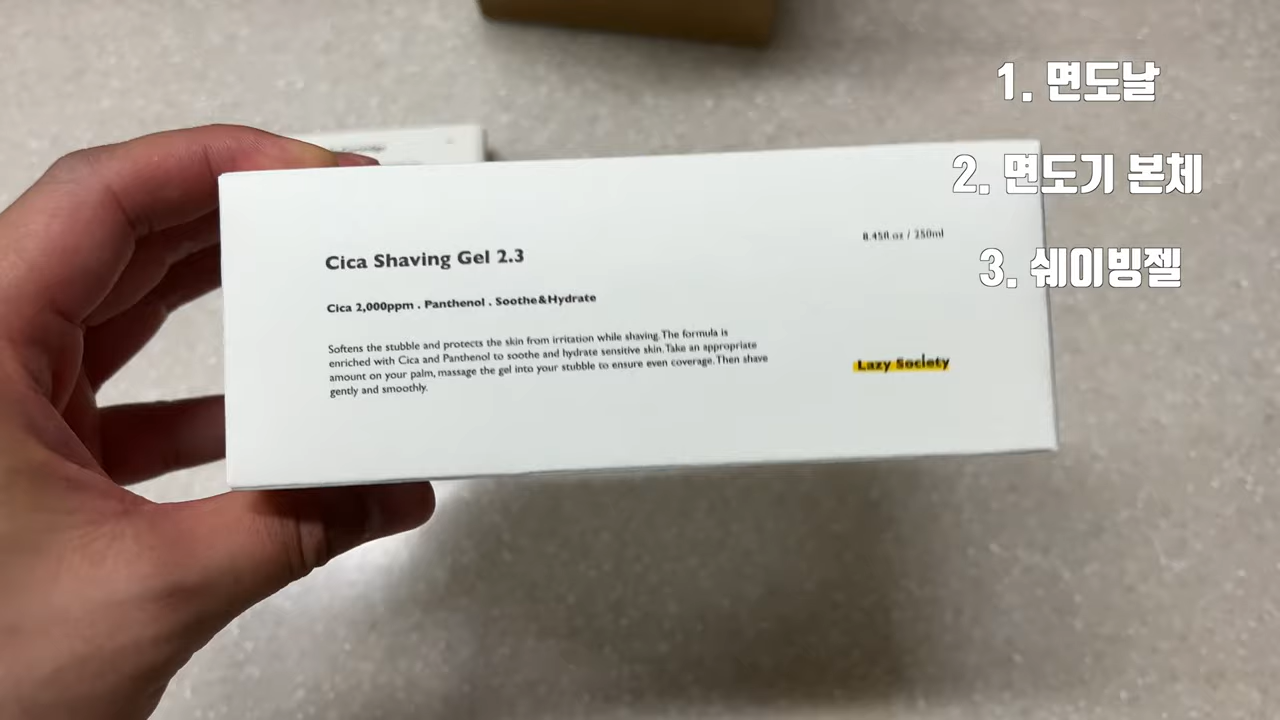 1. 면도날
2. 면도기 본체
3. 쉐이빙젤
8.45fl oz / 250ml
Cica Shaving Gel 2.3
Cica 2,000ppm . Panthenol . Soothe&Hydrate
Softens the stubble and protects the skin from irritation while shaving. The formula is
enriched with Cica and Panthenol to soothe and hydrate sensitive skin. Take an appropriate
amount on your palm, massage the gel into your stubble to ensure even coverage. Then shave
gently and smoothly.
Lazy Society